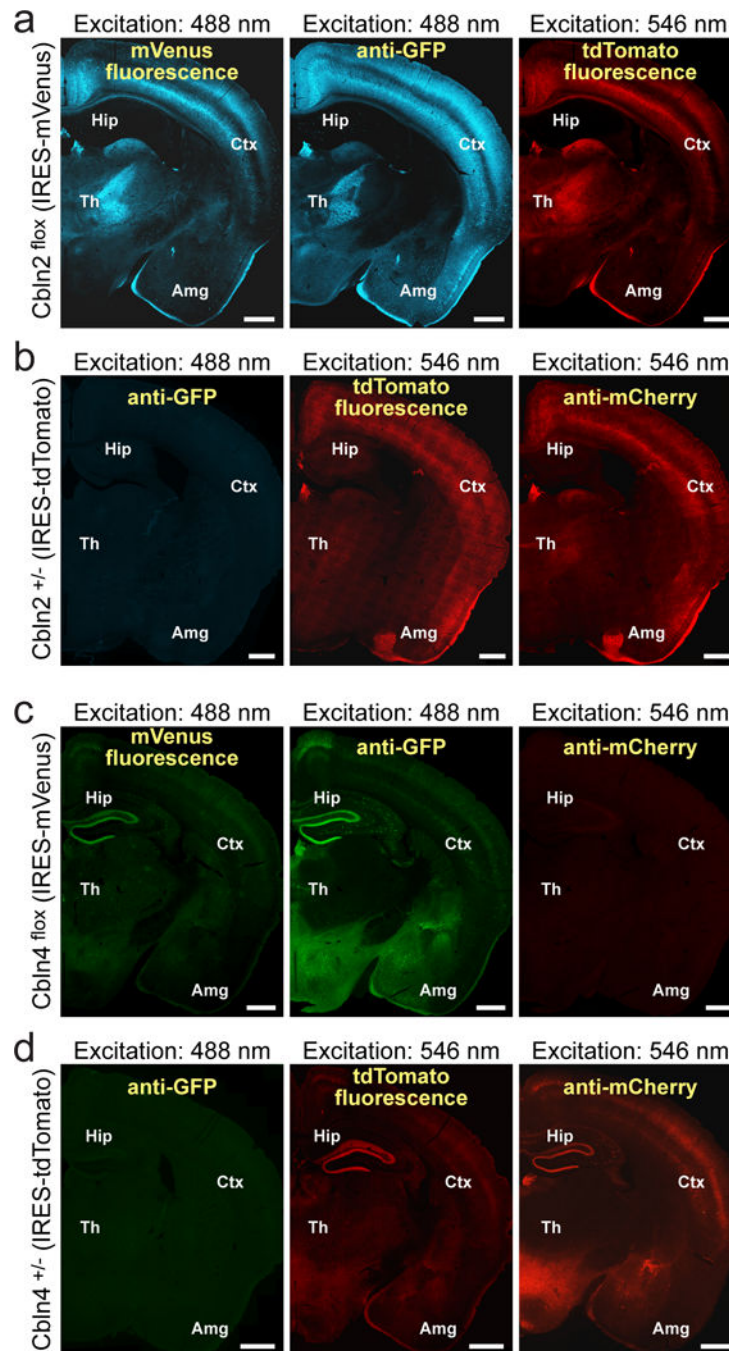 a
Excitation: 488 nm
Excitation: 488 nm
Excitation: 546 nm
Cbln2 flox (IRES-mVenus)
mVenus
fluorescence
Hip
Ctx
Th
Amg
anti-GFP
Hip
Ctx
Th
Amg
tdTomato
fluorescence
Hip
Ctx
Th
Amg
b
Excitation: 488 nm
Excitation: 546 nm
Excitation: 546 nm
Cbln2 +/- (IRES-tdTomato)
anti-GFP
Hip
Ctx
Th
Amg
tdTomato
fluorescence
Hip
Ctx
Th
Amg
anti-mCherry
Hip
Ctx
Th
Amg
c
Excitation: 488 nm
Excitation: 488 nm
Excitation: 546 nm
Cbln4 flox (IRES-mVenus)
mVenus
fluorescence
Hip
Ctx
Th
Amg
anti-GFP
Hip
Ctx
Th
Amg
anti-mCherry
Hip
Ctx
Th
Amg
d
Excitation: 488 nm
Excitation: 546 nm
Excitation: 546 nm
Cbln4 +/- (IRES-tdTomato)
anti-GFP
Hip
Ctx
Th
Amg
tdTomato
fluorescence
Hip
Ctx
Th
Amg
anti-mCherry
Hip
Ctx
Th
Amg